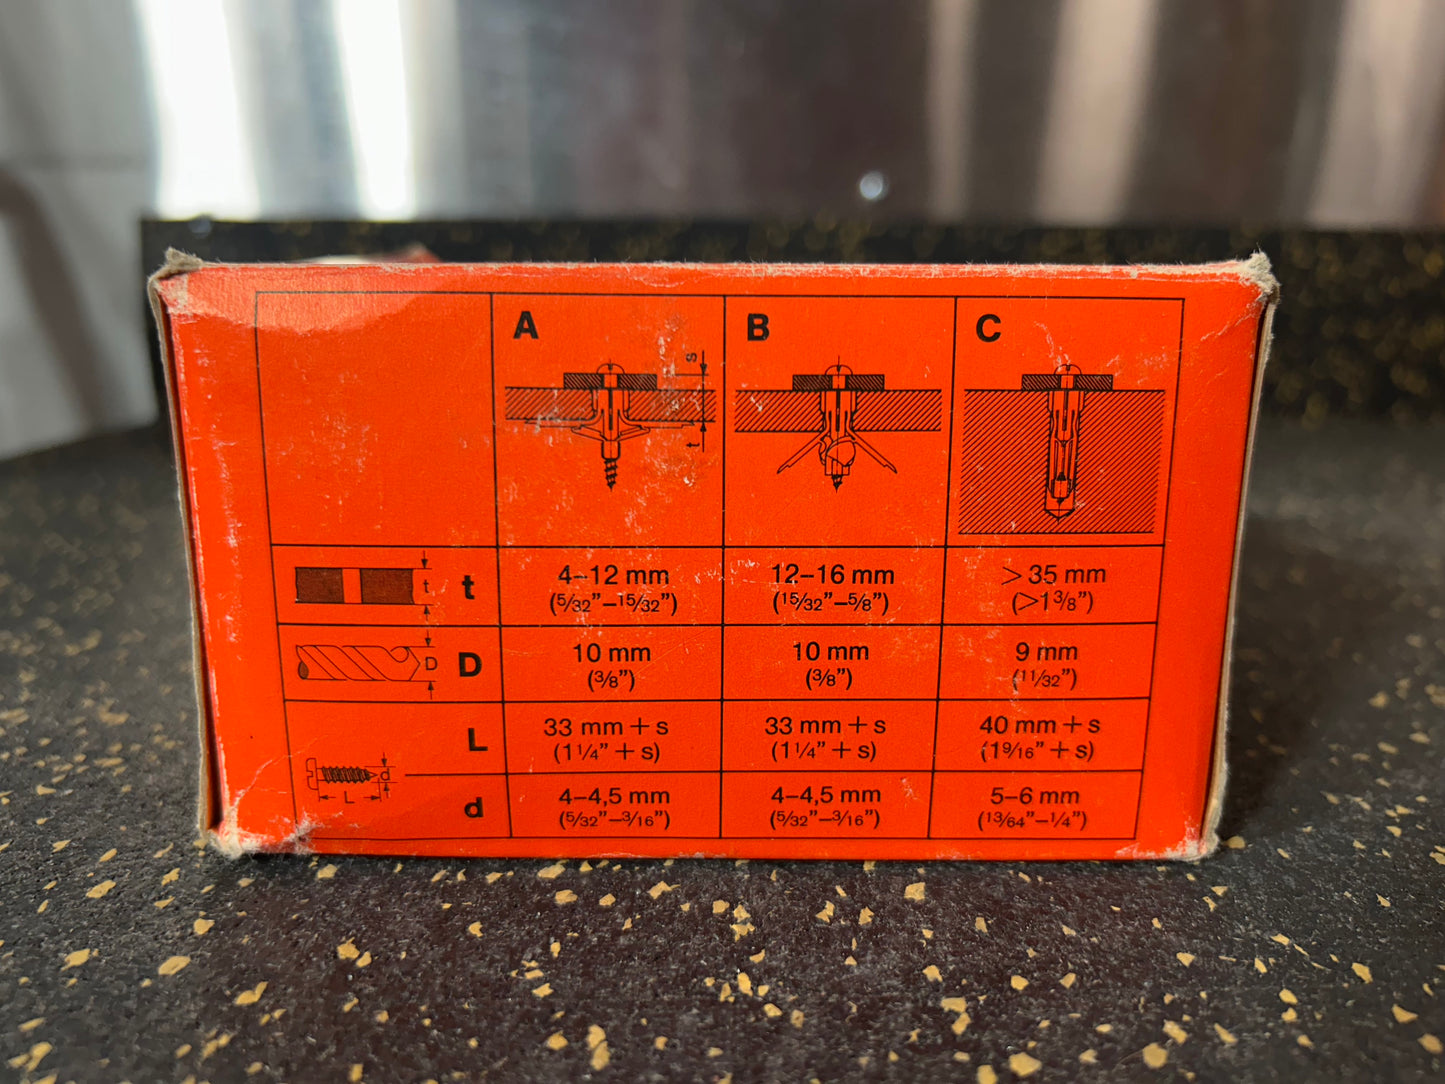 A B C
s
t
t t 4–12 mm 12–16 mm > 35 mm
(5/32”–15/32”) (15/32”–5/8”) (>1 3/8”)
D D 10 mm 10 mm 9 mm
(3/8”) (3/8”) (11/32”)
L 33 mm + s 33 mm + s 40 mm + s
(1 1/4” + s) (1 1/4” + s) (1 9/16” + s)
d
L
d 4–4,5 mm 4–4,5 mm 5–6 mm
(5/32”–3/16”) (5/32”–3/16”) (13/64”–1/4”)